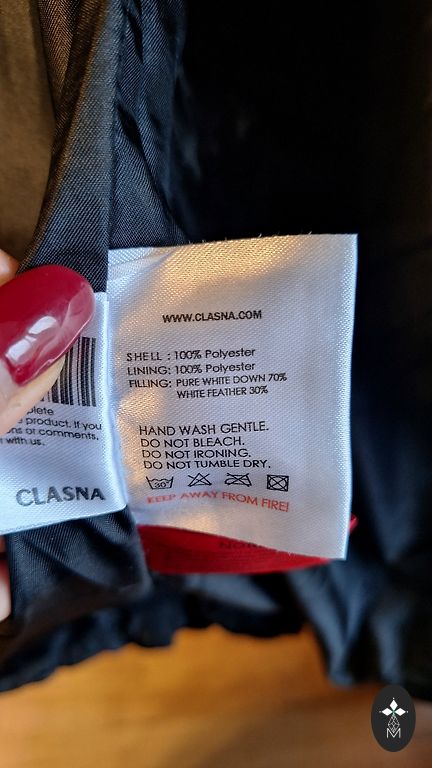 WWW.CLASNA.COM
SHELL : 100% Polyester
LINING: 100% Polyester
FILLING: PURE WHITE DOWN 70%
WHITE FEATHER 30%
HAND WASH GENTLE.
DO NOT BLEACH.
DO NOT IRONING.
DO NOT TUMBLE DRY.
30°
KEEP AWAY FROM FIRE!
product. If you
or comments,
with us.
CLASNA
M